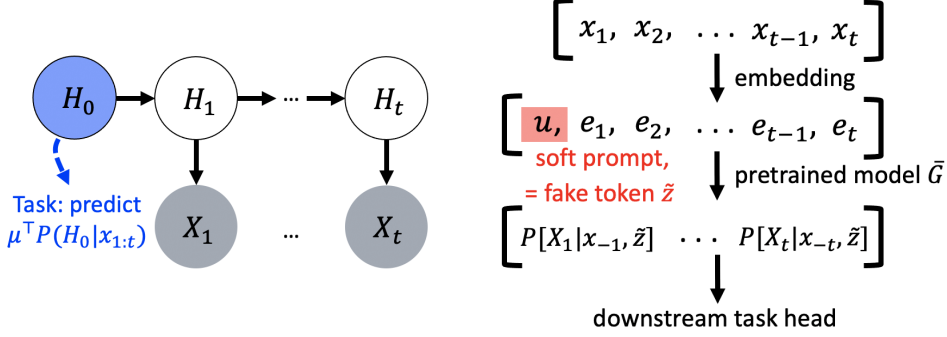 H₀ H₁ ... Hₜ
Task: predict
μ⊤P(H₀|x₁:ₜ)
X₁ ... Xₜ
[x₁, x₂, ... xₜ₋₁, xₜ]
embedding
[u, e₁, e₂, ... eₜ₋₁, eₜ]
soft prompt,
= fake token z̃
pretrained model Ḡ
[P[X₁|x₋₁, z̃] ... P[Xₜ|x₋ₜ, z̃]]
downstream task head